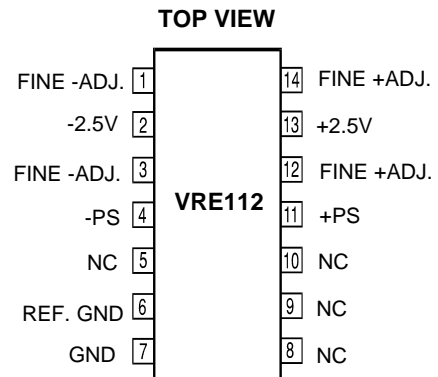 TOP VIEW
FINE -ADJ. 1 14 FINE +ADJ.
-2.5V 2 13 +2.5V
FINE -ADJ. 3 12 FINE +ADJ.
-PS 4 VRE112 11 +PS
NC 5 10 NC
REF. GND 6 9 NC
GND 7 8 NC